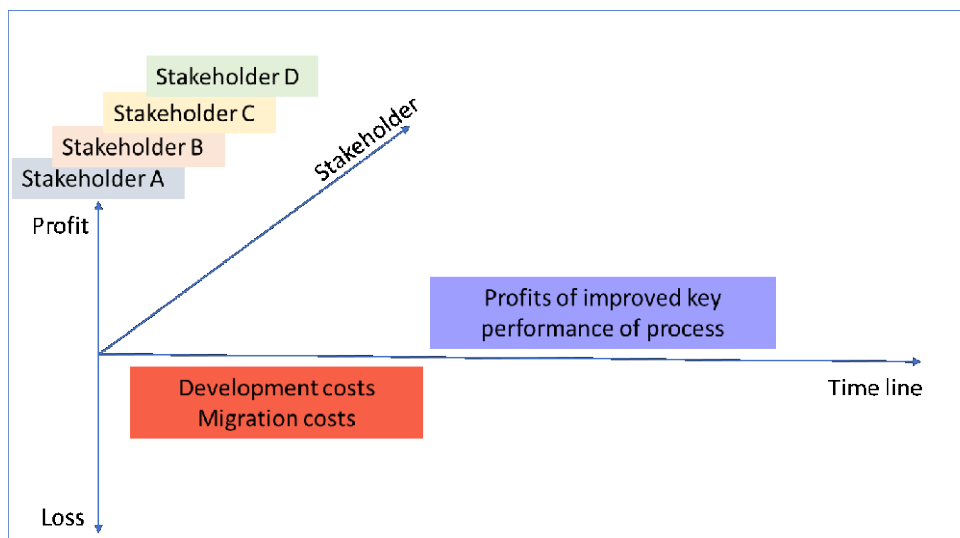 Stakeholder D
Stakeholder C
Stakeholder B
Stakeholder A
Stakeholder
Profit
Profits of improved key
performance of process
Development costs
Migration costs
Time line
Loss